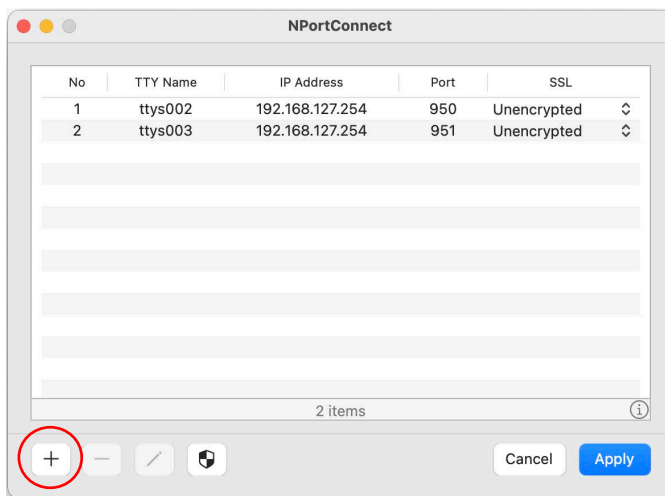 NPortConnect
No TTY Name IP Address Port SSL
1 ttys002 192.168.127.254 950 Unencrypted
2 ttys003 192.168.127.254 951 Unencrypted
2 items
Cancel Apply